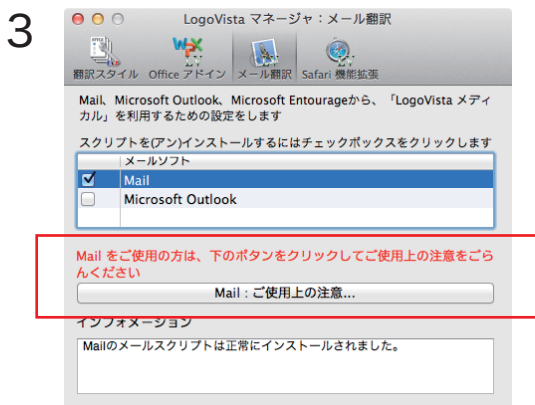 3
LogoVista マネージャ：メール翻訳
翻訳スタイル Office アドイン メール翻訳 Safari 機能拡張
Mail、Microsoft Outlook、Microsoft Entourageから、「LogoVista メディ
カル」を利用するための設定をします
スクリプトを(アン)インストールするにはチェックボックスをクリックします
メールソフト
Mail
Microsoft Outlook
Mail をご使用の方は、下のボタンをクリックしてご使用上の注意をごら
んください
Mail : ご使用上の注意...
インフォメーション
Mailのメールスクリプトは正常にインストールされました。